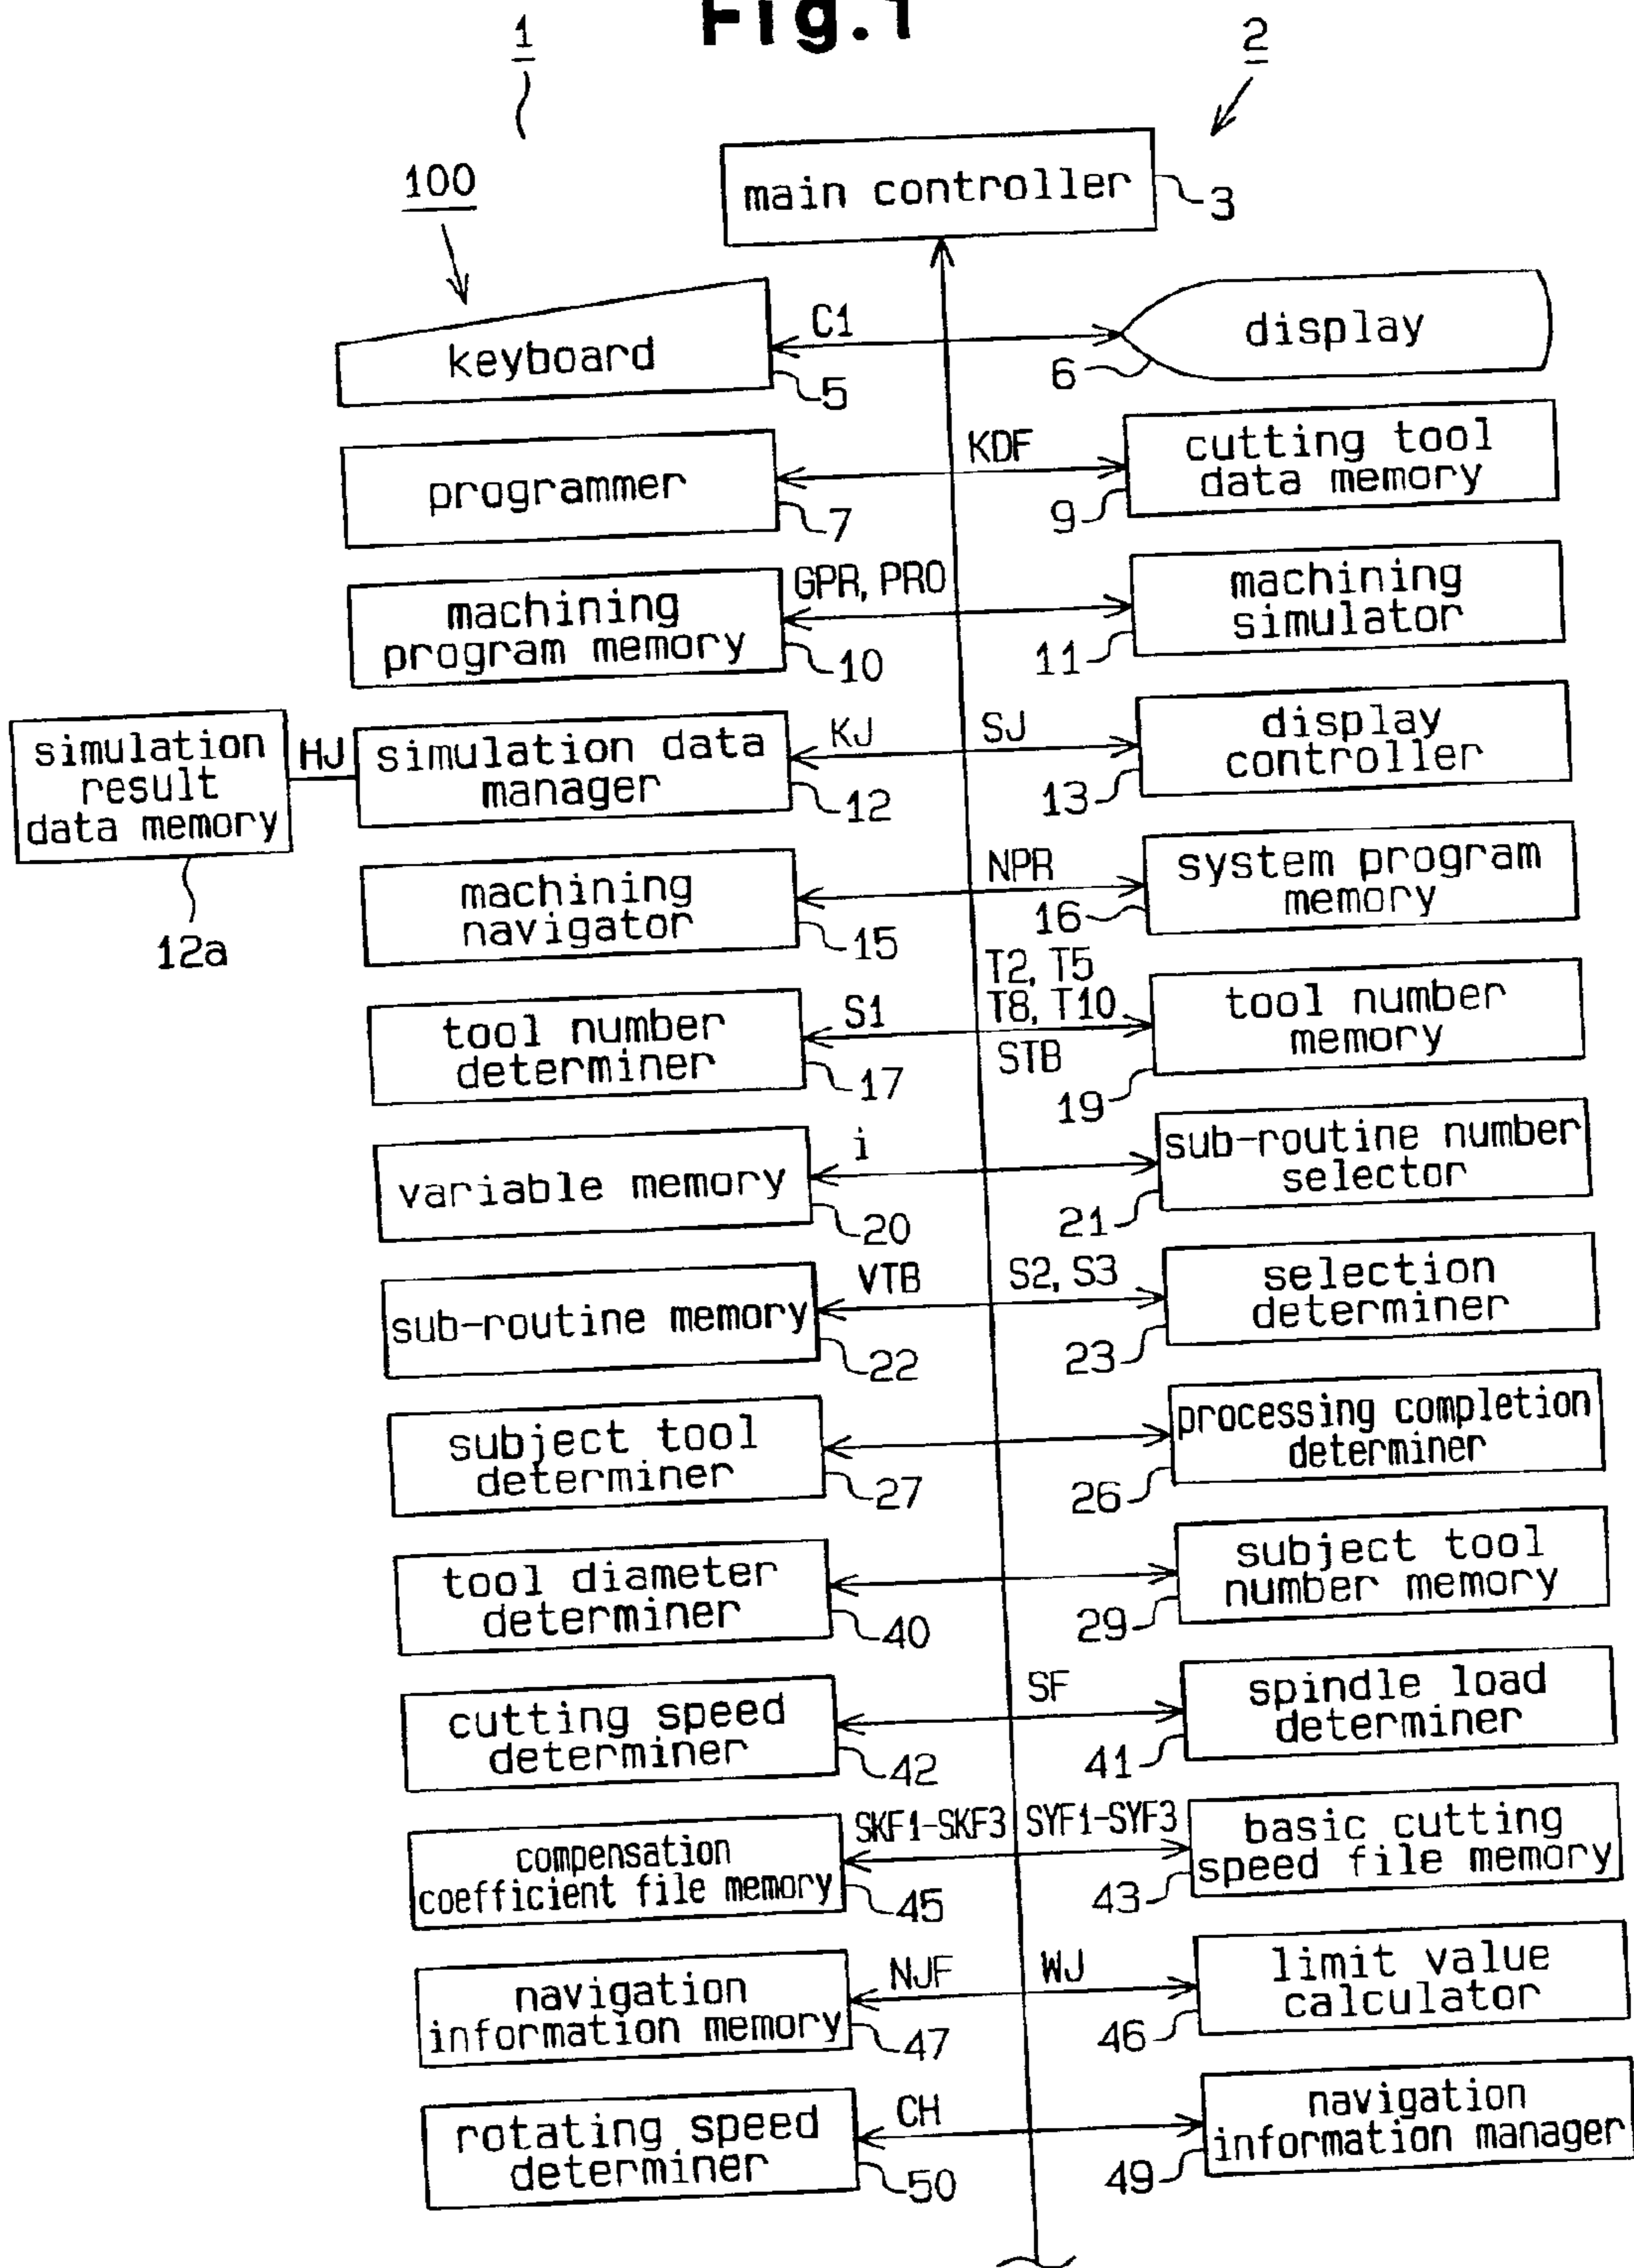 Fig.1
1
2
100
main controller
3
keyboard
5
C1
display
6
programmer
7
KDF
cutting tool
data memory
9
machining
program memory
10
GPR, PRO
machining
simulator
11
simulation
result
data memory
12a
HJ
simulation data
manager
12
KJ
SJ
display
controller
13
machining
navigator
15
NPR
system program
memory
16
tool number
determiner
17
S1
T2, T5
T8, T10
STB
tool number
memory
19
variable memory
20
i
sub-routine number
selector
21
sub-routine memory
22
VTB
S2, S3
selection
determiner
23
subject tool
determiner
27
processing completion
determiner
26
tool diameter
determiner
40
subject tool
number memory
29
cutting speed
determiner
42
SF
spindle load
determiner
41
compensation
coefficient file memory
45
SKF1-SKF3
SYF1-SYF3
basic cutting
speed file memory
43
navigation
information memory
47
NJF
WJ
limit value
calculator
46
rotating speed
determiner
50
CH
navigation
information manager
49